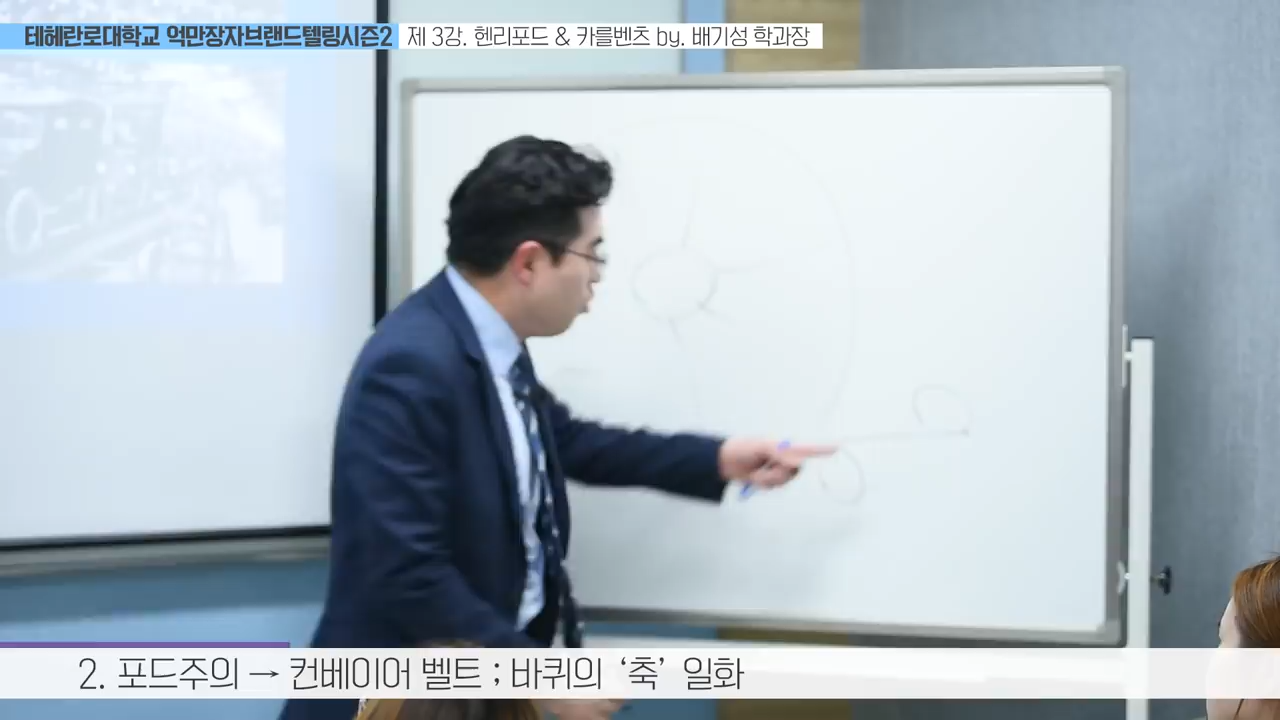 테헤란로대학교 억만장자브랜드텔링시즌2 제 3강. 헨리포드 & 카를벤츠 by. 배기성 학과장
2. 포드주의 → 컨베이어 벨트 ; 바퀴의 ‘축’ 일화